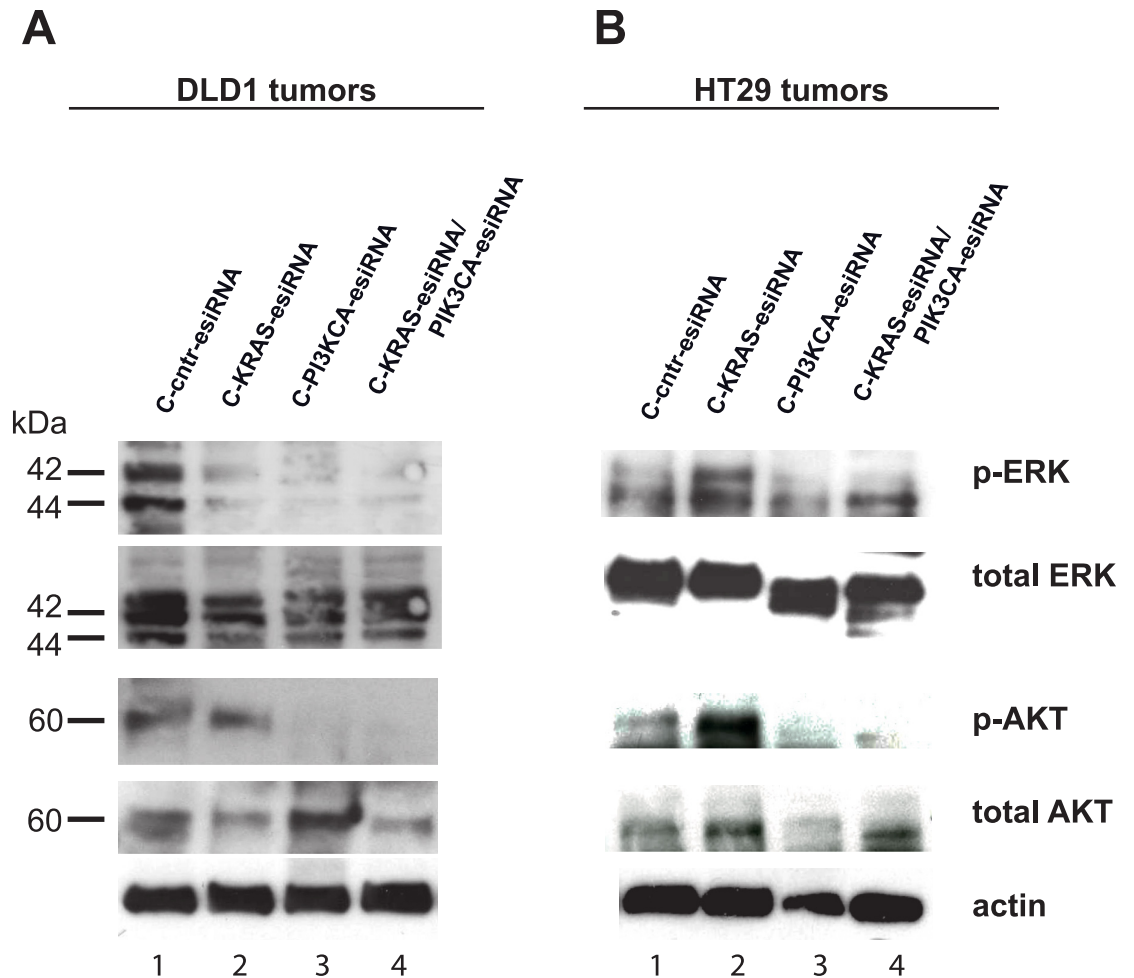 A
B
DLD1 tumors
HT29 tumors
C-cntr-esiRNA
C-KRAS-esiRNA
C-PI3KCA-esiRNA
C-KRAS-esiRNA/
PIK3CA-esiRNA
C-cntr-esiRNA
C-KRAS-esiRNA
C-PI3KCA-esiRNA
C-KRAS-esiRNA/
PIK3CA-esiRNA
kDa
42
44
p-ERK
42
44
total ERK
60
p-AKT
60
total AKT
actin
1 2 3 4
1 2 3 4